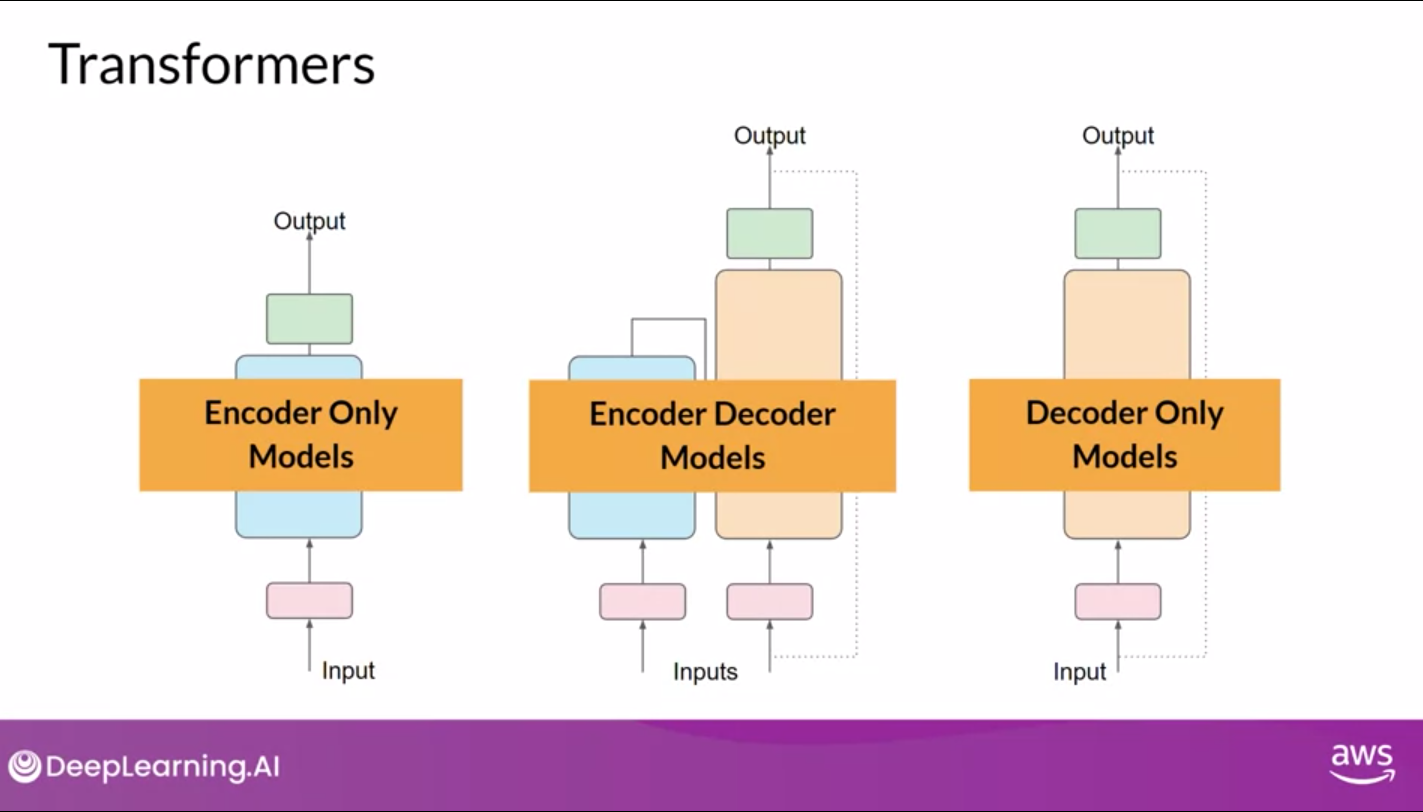 Transformers
Output
Encoder Only
Models
Input
Output
Encoder Decoder
Models
Inputs
Output
Decoder Only
Models
Input
DeepLearning.AI
aws